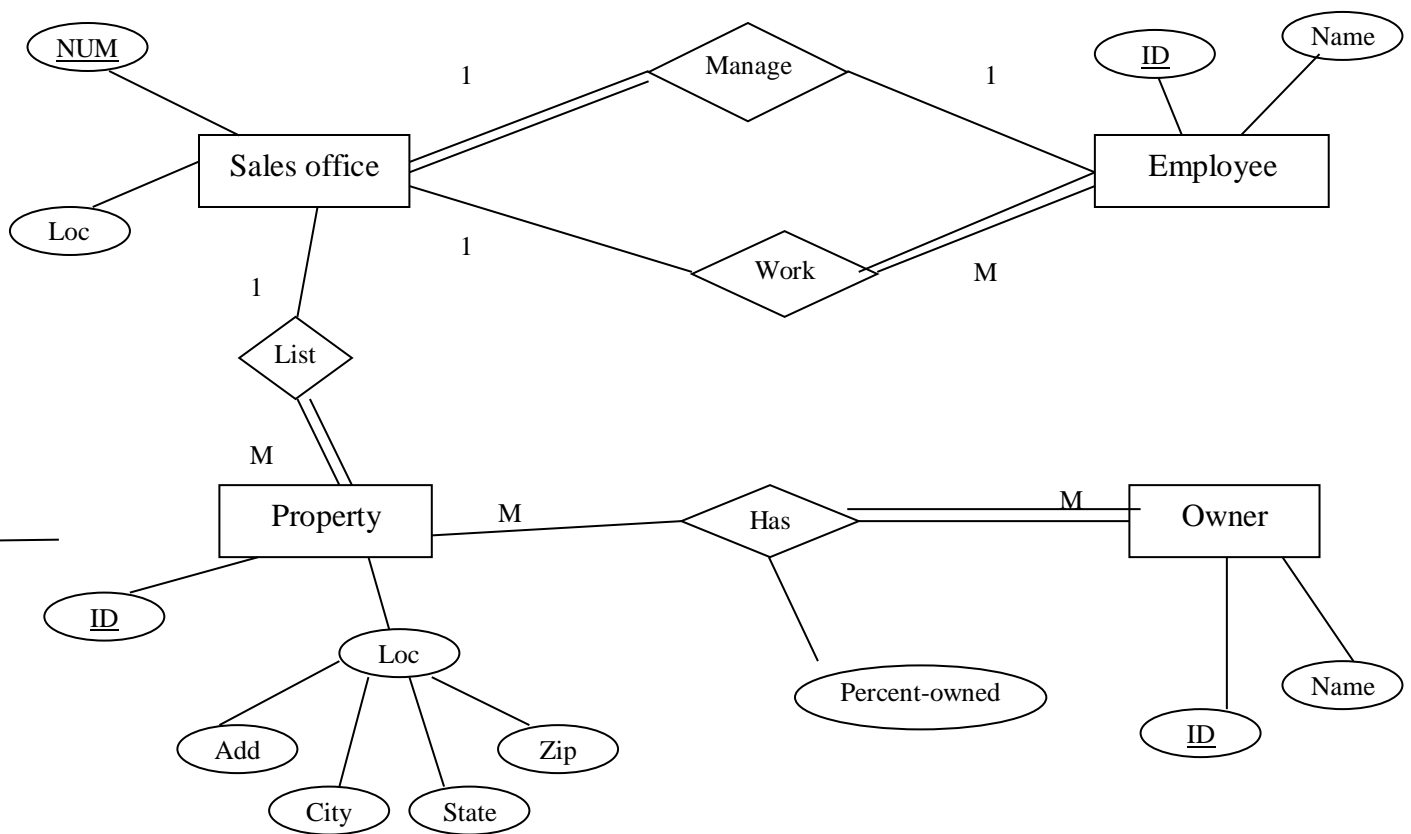 NUM
Manage
ID
Name
1
1
Sales office
Employee
Loc
1
Work
M
1
List
M
Property
M
Has
M
Owner
ID
Loc
Percent-owned
Name
Add
Zip
ID
City
State